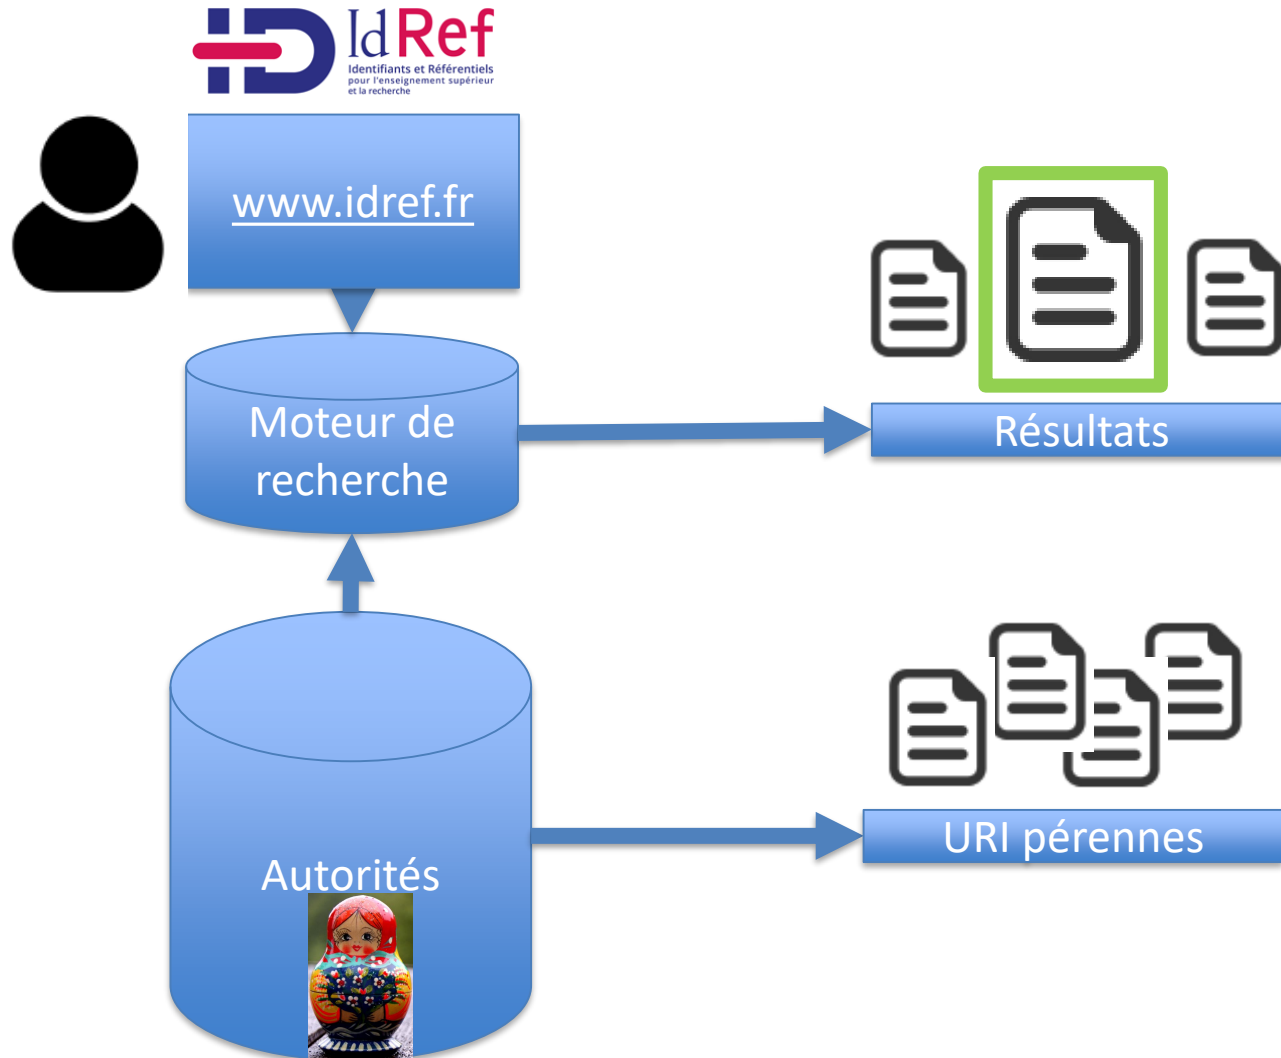 IdRef
Identifiants et Référentiels
pour l'enseignement supérieur
et la recherche
www.idref.fr
Moteur de
recherche
Résultats
Autorités
URI pérennes